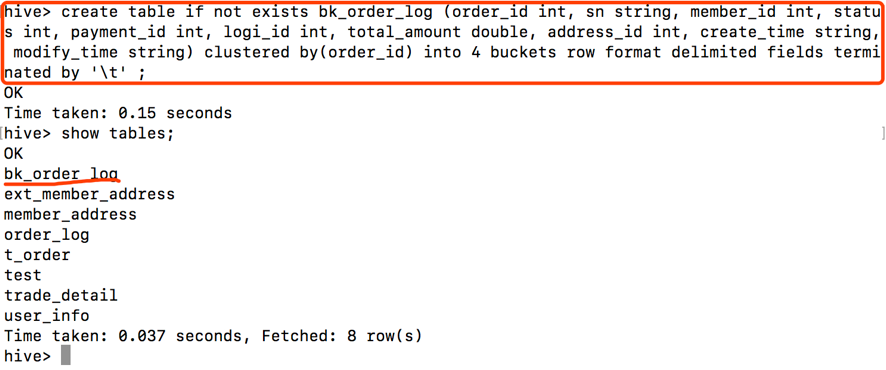 hive> create table if not exists bk_order_log (order_id int, sn string, member_id int, statu
s int, payment_id int, logi_id int, total_amount double, address_id int, create_time string,
 modify_time string) clustered by(order_id) into 4 buckets row format delimited fields termi
nated by '\t' ;
OK
Time taken: 0.15 seconds
[hive> show tables;                                                                         ]
OK
bk_order_log
ext_member_address
member_address
order_log
t_order
test
trade_detail
user_info
Time taken: 0.037 seconds, Fetched: 8 row(s)
hive>